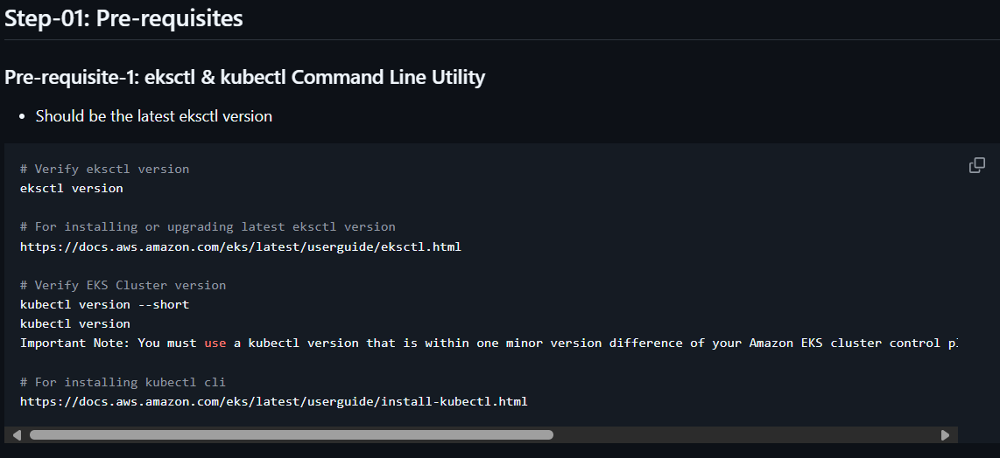 Step-01: Pre-requisites
Pre-requisite-1: eksctl & kubectl Command Line Utility
• Should be the latest eksctl version
# Verify eksctl version
eksctl version
# For installing or upgrading latest eksctl version
https://docs.aws.amazon.com/eks/latest/userguide/eksctl.html
# Verify EKS Cluster version
kubectl version --short
kubectl version
Important Note: You must use a kubectl version that is within one minor version difference of your Amazon EKS cluster control
# For installing kubectl cli
https://docs.aws.amazon.com/eks/latest/userguide/install-kubectl.html